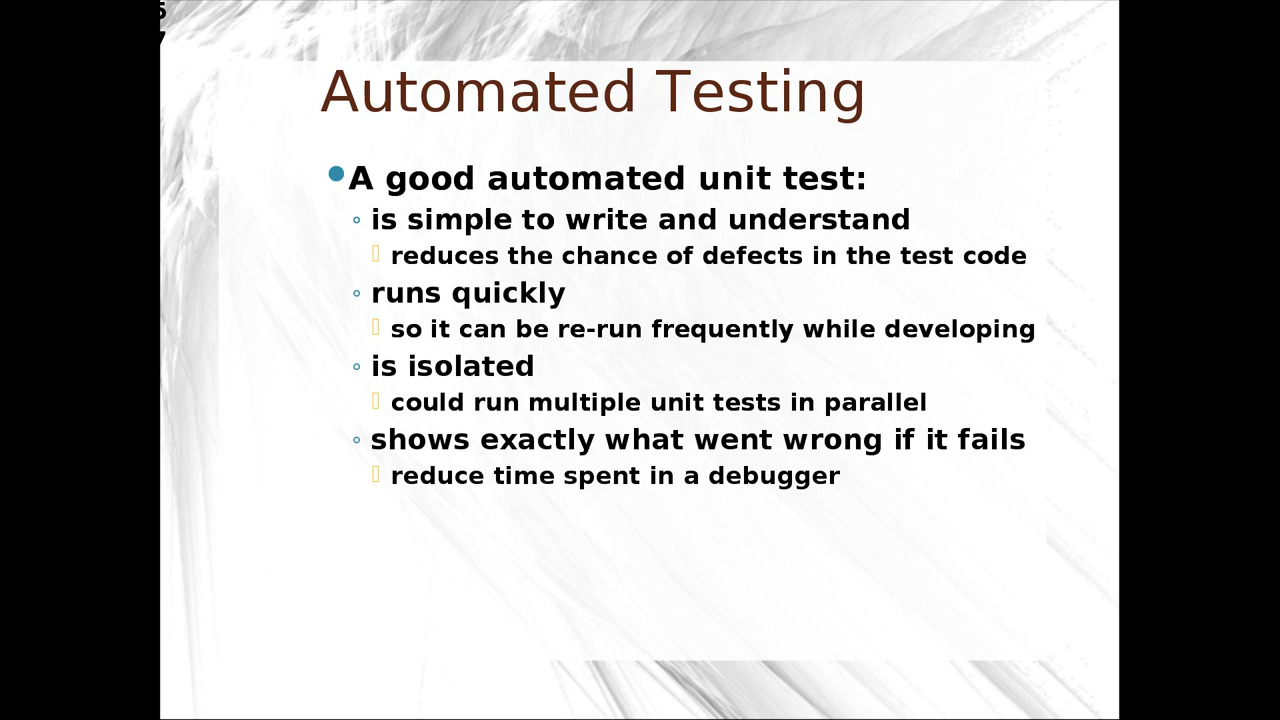 Automated Testing
A good automated unit test:
is simple to write and understand
reduces the chance of defects in the test code
runs quickly
so it can be re-run frequently while developing
is isolated
could run multiple unit tests in parallel
shows exactly what went wrong if it fails
reduce time spent in a debugger